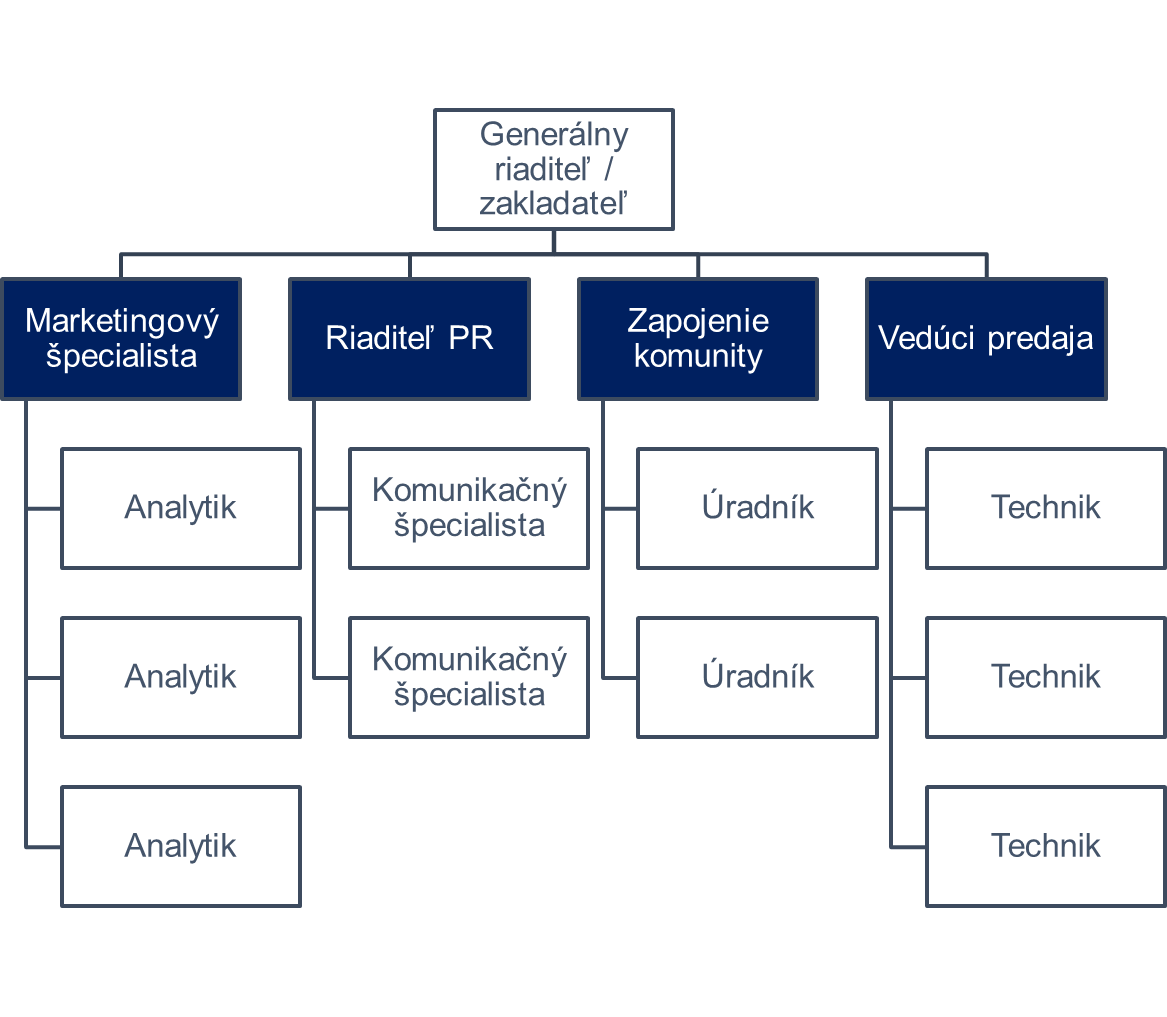 Generálny
riaditeľ /
zakladateľ
Marketingový
špecialista
Riaditeľ PR
Zapojenie
komunity
Vedúci predaja
Analytik
Komunikačný
špecialista
Úradník
Technik
Analytik
Komunikačný
špecialista
Úradník
Technik
Analytik
Technik